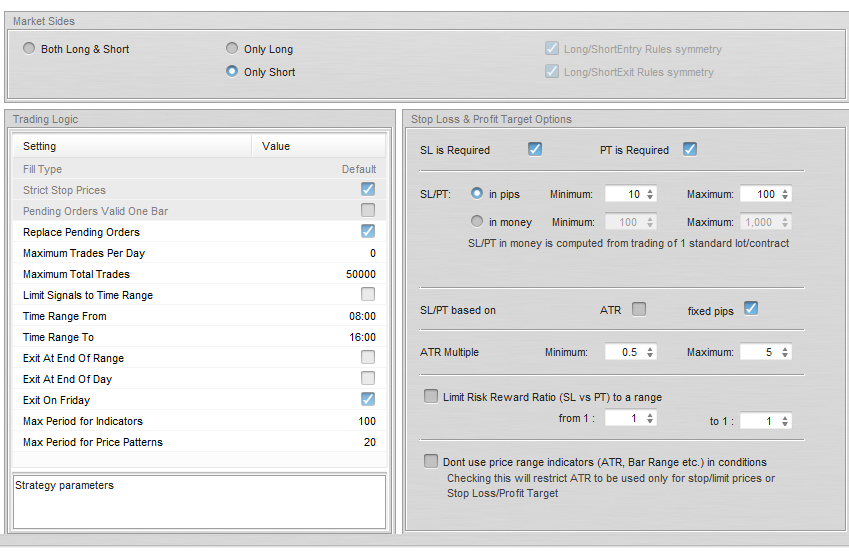 Market Sides
Both Long & Short
Only Long
Long/ShortEntry Rules symmetry
Only Short
Long/ShortExit Rules symmetry
Trading Logic
Setting Value
Fill Type Default
Strict Stop Prices
Pending Orders Valid One Bar
Replace Pending Orders
Maximum Trades Per Day 0
Maximum Total Trades 50000
Limit Signals to Time Range
Time Range From 08:00
Time Range To 16:00
Exit At End Of Range
Exit At End Of Day
Exit On Friday
Max Period for Indicators 100
Max Period for Price Patterns 20
Strategy parameters
Stop Loss & Profit Target Options
SL is Required PT is Required
SL/PT: in pips Minimum: 10 Maximum: 100
in money Minimum: 100 Maximum: 1,000
SL/PT in money is computed from trading of 1 standard lot/contract
SL/PT based on ATR fixed pips
ATR Multiple Minimum: 0.5 Maximum: 5
Limit Risk Reward Ratio (SL vs PT) to a range
from 1 : 1 to 1 : 1
Dont use price range indicators (ATR, Bar Range etc.) in conditions
Checking this will restrict ATR to be used only for stop/limit prices or
Stop Loss/Profit Target